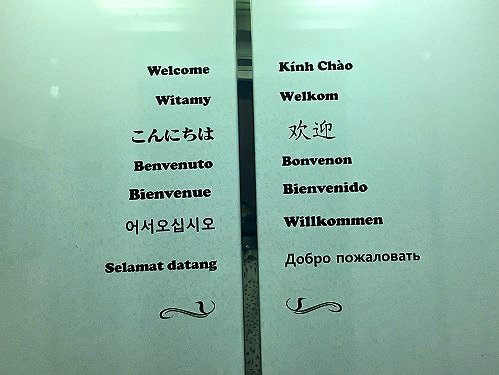 Welcome
Witamy
こんにちは
Benvenuto
Bienvenue
어서오십시오
Selamat datang
Kính Chào
Welkom
欢迎
Bonvenon
Bienvenido
Willkommen
Добро пожаловать